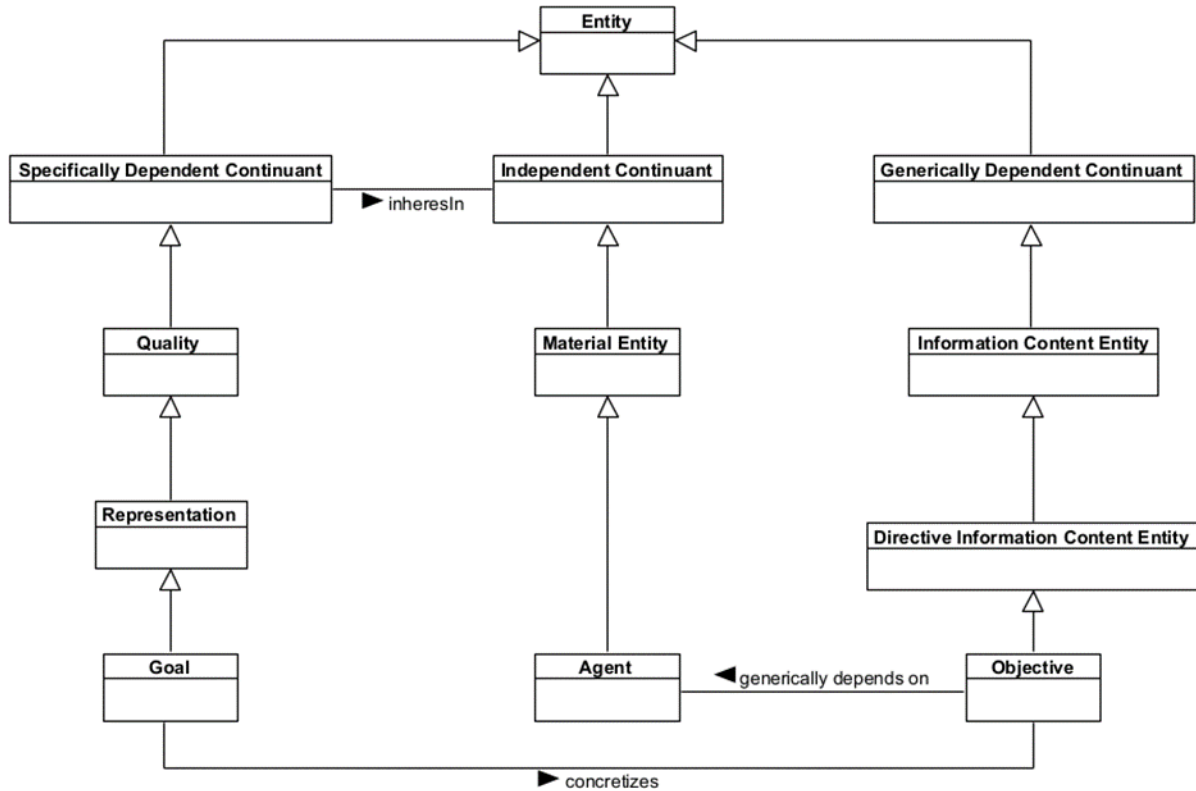 Entity
Specifically Dependent Continuant
Independent Continuant
Generically Dependent Continuant
inheresIn
Quality
Material Entity
Information Content Entity
Representation
Directive Information Content Entity
Goal
Agent
Objective
generically depends on
concretizes